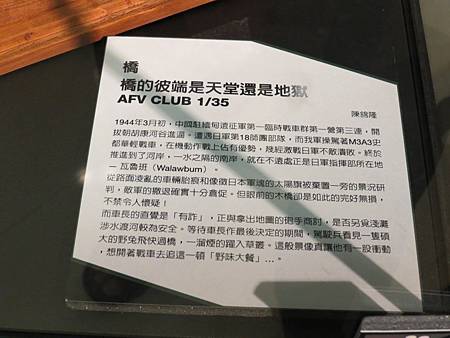 橋
橋的彼端是天堂還是地獄
AFV CLUB 1/35
陳錦隆
1944年3月初,中國駐緬甸遠征軍第一臨時戰車群第一營第三連,開
拔朝胡康河谷進逼。遭遇日軍第18師團部隊,而我軍操駕著M3A3史
都華輕戰車,在機動作戰上佔有優勢,幾經激戰日軍不敵潰敗。終於
推進到了河岸,一水之隔的南岸,就在不遠處正是日軍指揮部所在地
– 瓦魯班(Walawbum)。
從路面凌亂的車輛胎痕和像徵日本軍魂的太陽旗被棄置一旁的景況研
判,敵軍的撤退確實十分倉促。但眼前的木橋卻是如此的完好無損,
不禁令人懷疑!
而車長的直覺是「有詐」,正與拿出地圖的砲手商討,是否另覓淺灘
涉水渡河較為安全。等待車長作最後決定的期間,駕駛兵看見一隻碩
大的野兔飛快過橋,一溜煙的躍入草叢。這般景像真讓他有一股衝動
,想開著戰車去追這一頓「野味大餐」…。